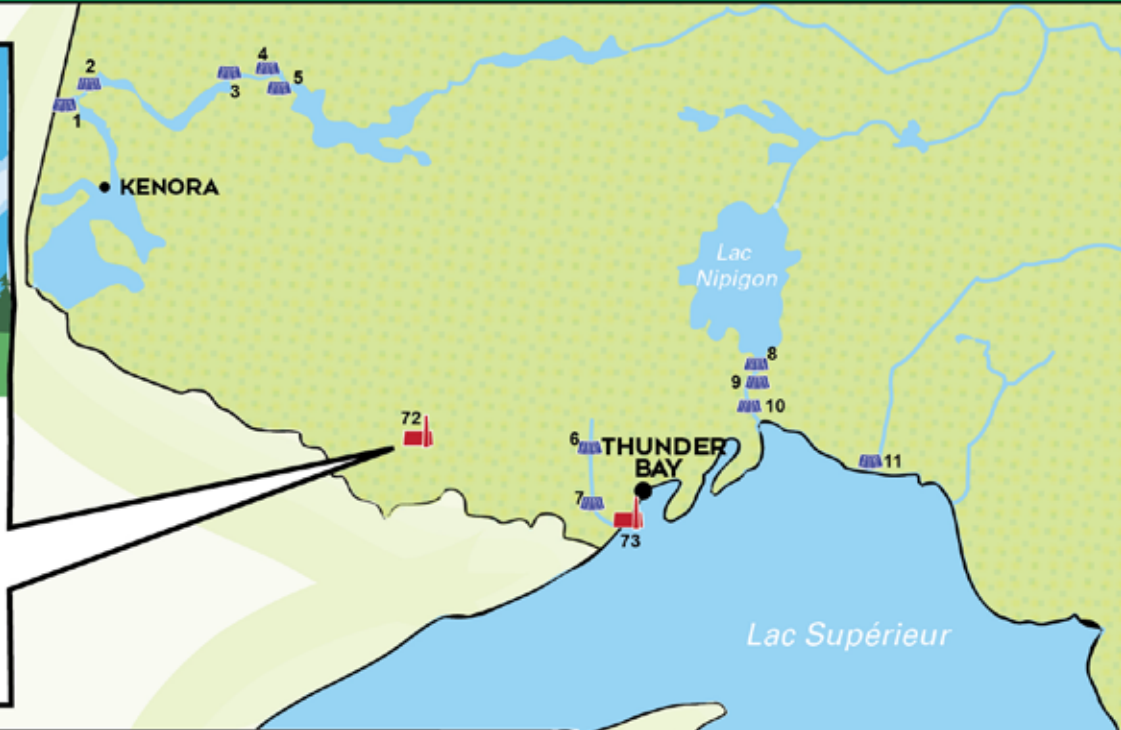 4
2
5
3
1
KENORA
Lac
Nipigon
8
9
10
72
6
THUNDER
BAY
11
7
73
Lac Supérieur